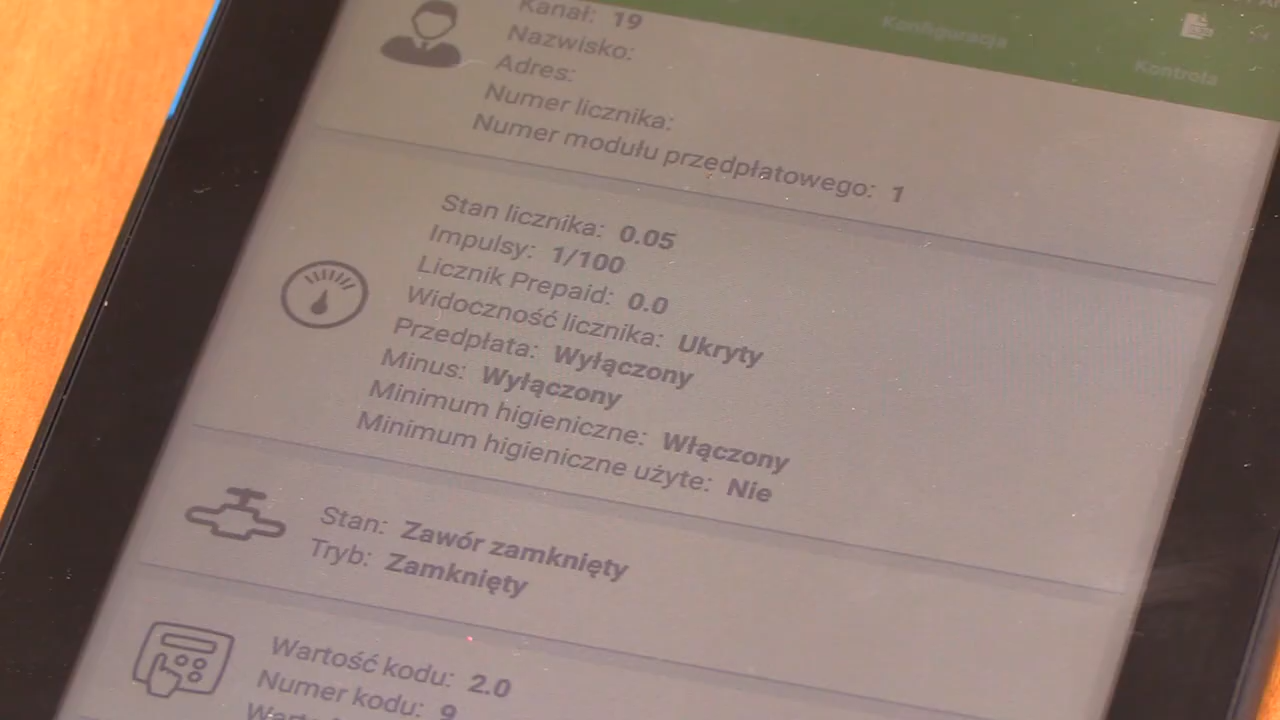 Konfiguracja
Kontrola
Kanał: 19
Nazwisko:
Adres:
Numer licznika:
Numer modułu przedpłatowego: 1
Stan licznika: 0.05
Impulsy: 1/100
Licznik Prepaid: 0.0
Widoczność licznika: Ukryty
Przedpłata: Wyłączony
Minus: Wyłączony
Minimum higieniczne: Włączony
Minimum higieniczne użyte: Nie
Stan: Zawór zamknięty
Tryb: Zamknięty
Wartość kodu: 2.0
Numer kodu: 9